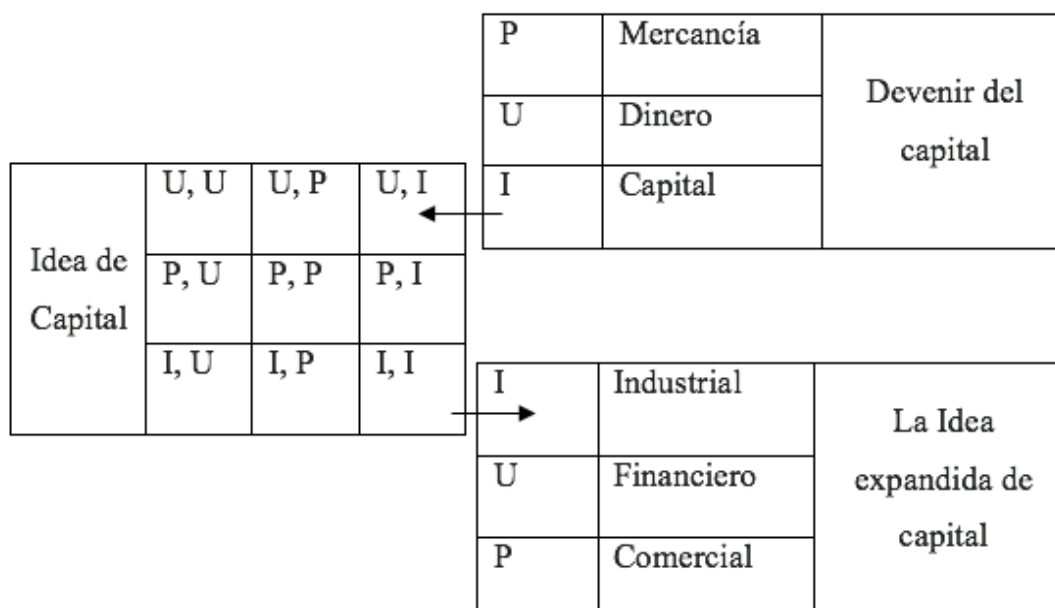 P Mercancía
U Dinero
I Capital
Devenir del
capital
Idea de
Capital
U, U U, P U, I
P, U P, P P, I
I, U I, P I, I
I Industrial
U Financiero
P Comercial
La Idea
expandida de
capital